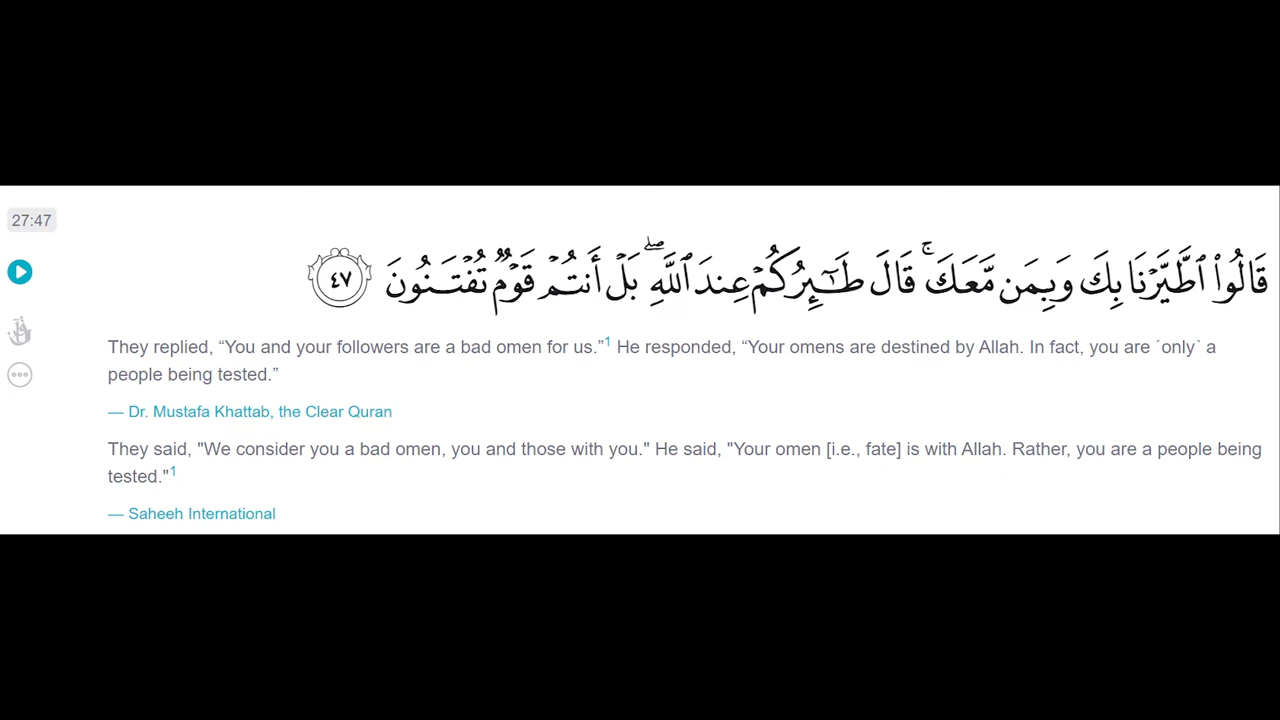 27:47
قَالُوا۟ ٱطَّيَّرْنَا بِكَ وَبِمَن مَّعَكَ ۚ قَالَ طَـٰٓئِرُكُمْ عِندَ ٱللَّهِ ۖ بَلْ أَنتُمْ قَوْمٌۭ تُفْتَنُونَ ٤٧
They replied, “You and your followers are a bad omen for us.”1 He responded, “Your omens are destined by Allah. In fact, you are ˹only˺ a
people being tested.”
— Dr. Mustafa Khattab, the Clear Quran
They said, "We consider you a bad omen, you and those with you." He said, "Your omen [i.e., fate] is with Allah. Rather, you are a people being
tested."1
— Saheeh International